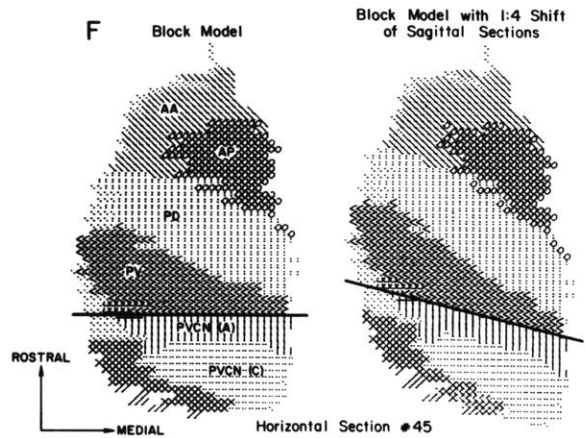 F
Block Model
Block Model with 1:4 Shift
of Sagittal Sections
AA
AP
PD
PV
PVCN (A)
PVCN (C)
ROSTRAL
MEDIAL
Horizontal Section #45